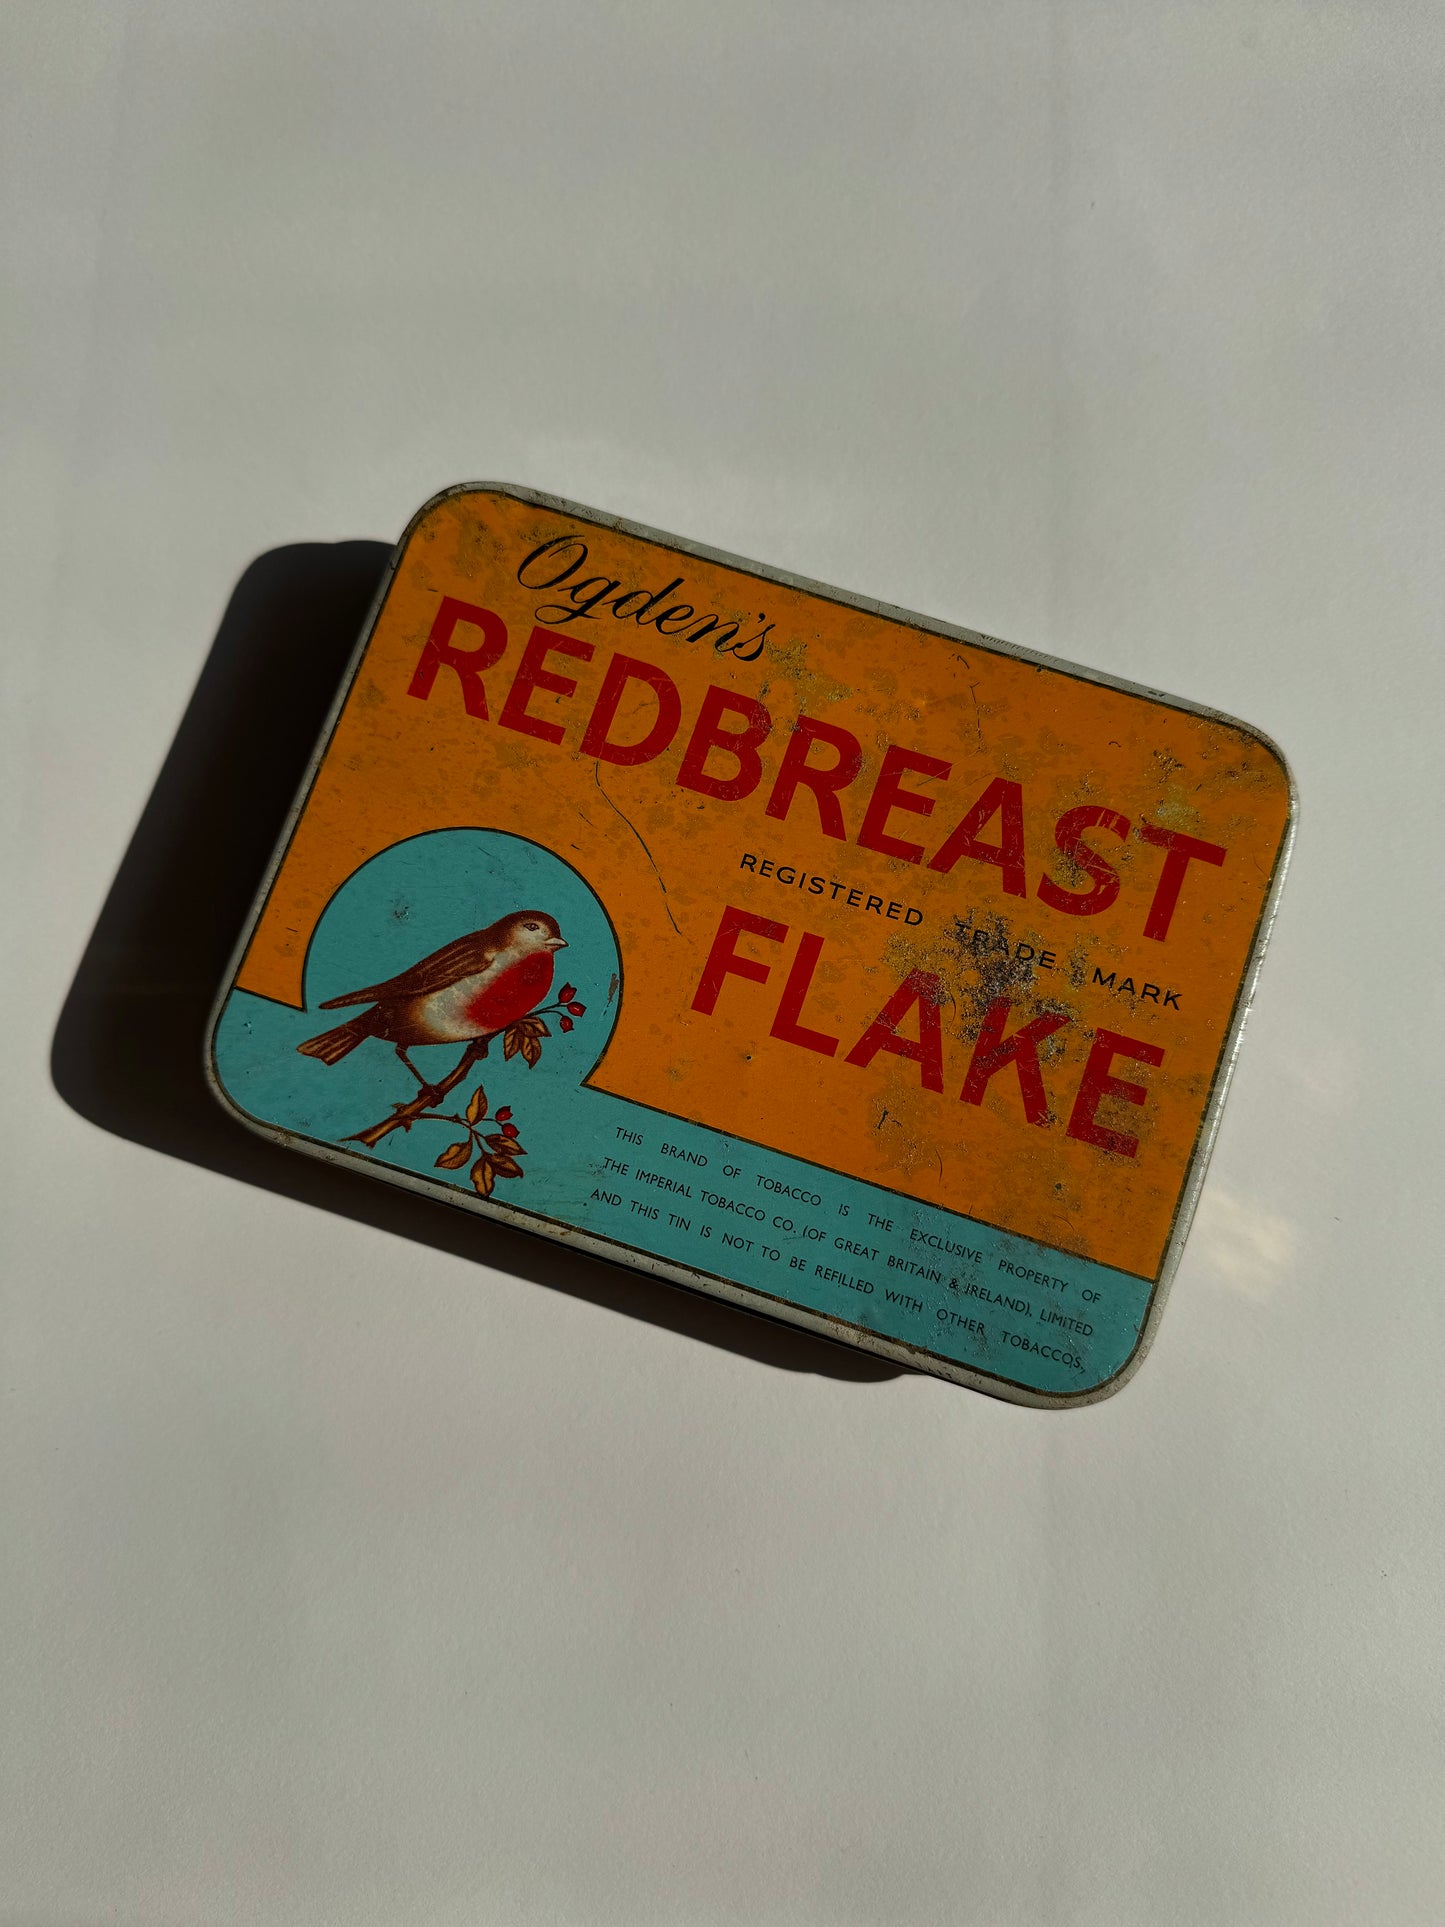 Ogden's
REDBREAST
REGISTERED TRADE MARK
FLAKE
THIS BRAND OF TOBACCO IS THE EXCLUSIVE PROPERTY OF
THE IMPERIAL TOBACCO CO. (OF GREAT BRITAIN & IRELAND), LIMITED
AND THIS TIN IS NOT TO BE REFILLED WITH OTHER TOBACCOS.